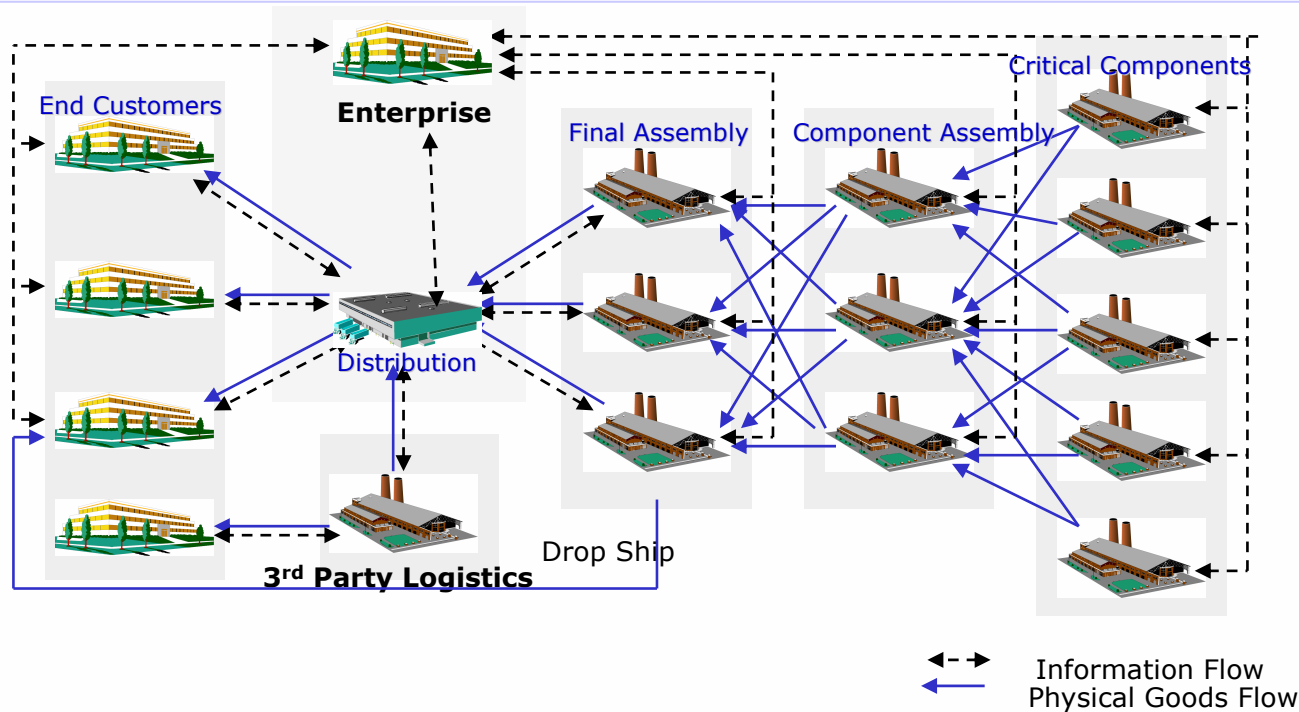 Critical Components
End Customers
Enterprise
Final Assembly
Component Assembly
Distribution
Drop Ship
3rd Party Logistics
Information Flow
Physical Goods Flow